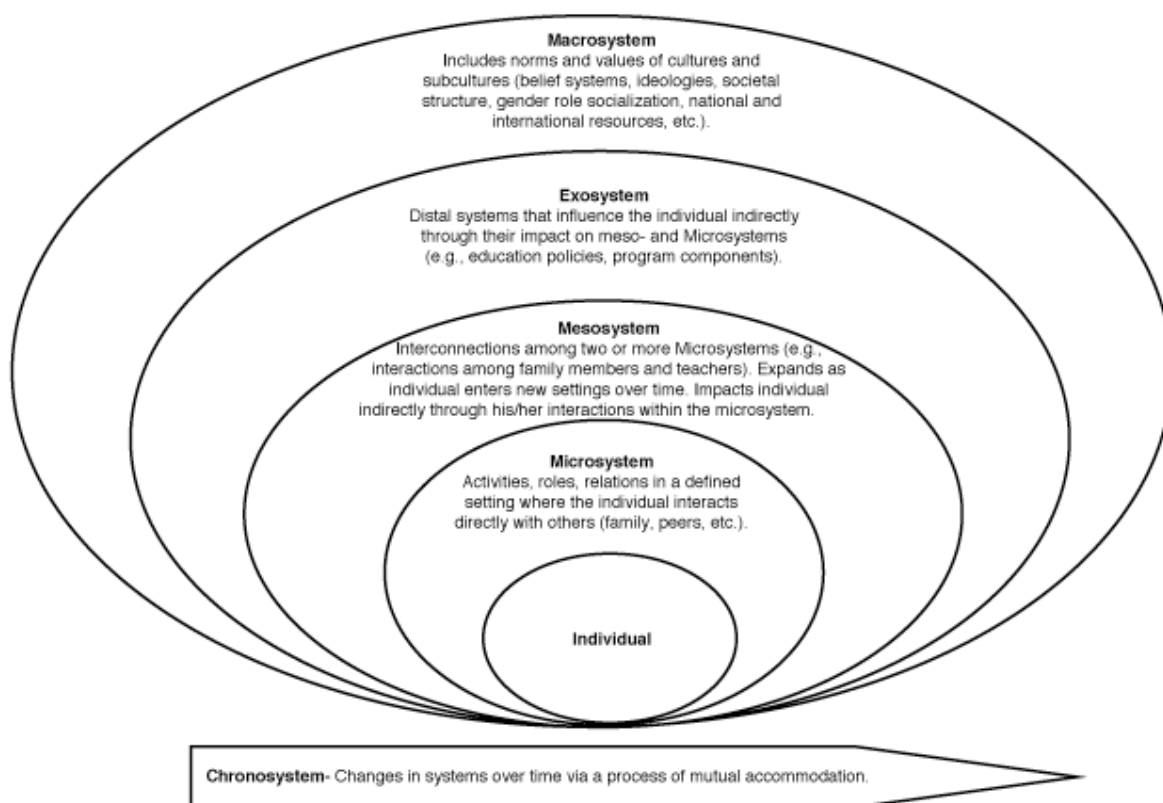 Macrosystem
Includes norms and values of cultures and
subcultures (belief systems, ideologies, societal
structure, gender role socialization, national and
international resources, etc.).
Exosystem
Distal systems that influence the individual indirectly
through their impact on meso- and Microsystems
(e.g., education policies, program components).
Mesosystem
Interconnections among two or more Microsystems (e.g.,
interactions among family members and teachers). Expands as
individual enters new settings over time. Impacts individual
indirectly through his/her interactions within the microsystem.
Microsystem
Activities, roles, relations in a defined
setting where the individual interacts
directly with others (family, peers, etc.).
Individual
Chronosystem- Changes in systems over time via a process of mutual accommodation.